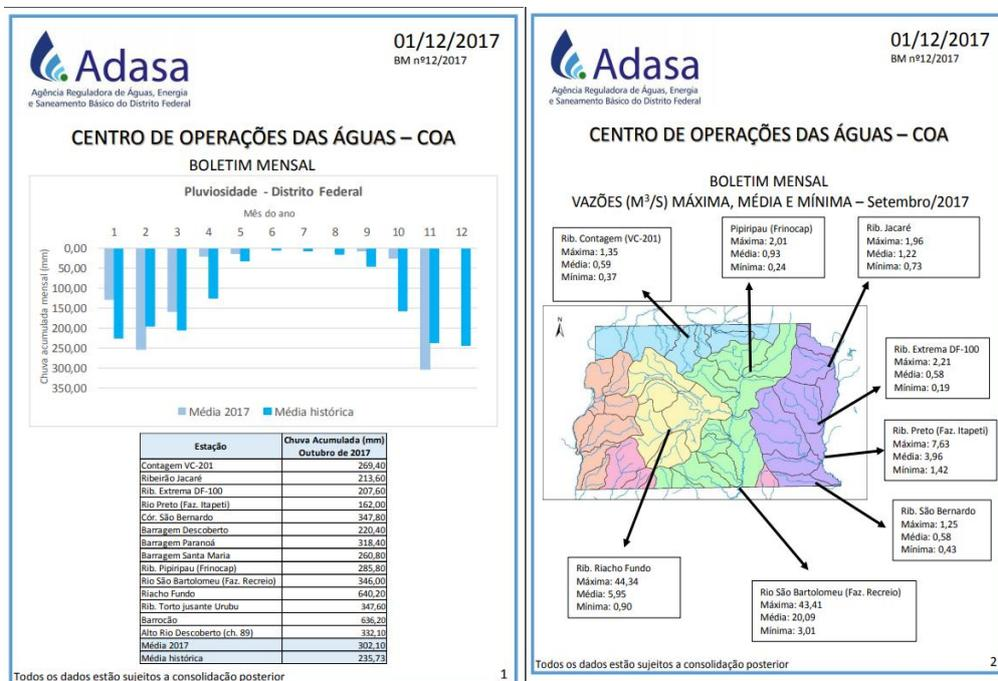 Adasa
Agência Reguladora de Águas, Energia
e Saneamento Básico do Distrito Federal
01/12/2017
BM nº12/2017
CENTRO DE OPERAÇÕES DAS ÁGUAS – COA
BOLETIM MENSAL
Pluviosidade - Distrito Federal
Mês do ano
1 2 3 4 5 6 7 8 9 10 11 12
Chuva acumulada mensal (mm)
0,00
50,00
100,00
150,00
200,00
250,00
300,00
350,00
Média 2017 Média histórica
Estação Chuva Acumulada (mm)
Outubro de 2017
Contagem VC-201 269,40
Ribeirão Jacaré 213,60
Rib. Extrema DF-100 207,60
Rio Preto (Faz. Itapeti) 162,00
Cór. São Bernardo 347,80
Barragem Descoberto 220,40
Barragem Paranoá 318,40
Barragem Santa Maria 260,80
Rib. Pipiripau (Frinocap) 285,80
Rio São Bartolomeu (Faz. Recreio) 346,00
Riacho Fundo 640,20
Rib. Torto jusante Urubu 347,60
Barrocão 636,20
Alto Rio Descoberto (ch. 89) 332,10
Média 2017 302,10
Média histórica 235,73
Todos os dados estão sujeitos a consolidação posterior
1
Adasa
Agência Reguladora de Águas, Energia
e Saneamento Básico do Distrito Federal
01/12/2017
BM nº12/2017
CENTRO DE OPERAÇÕES DAS ÁGUAS – COA
BOLETIM MENSAL
VAZÕES (M³/S) MÁXIMA, MÉDIA E MÍNIMA – Setembro/2017
Rib. Contagem (VC-201)
Máxima: 1,35
Média: 0,59
Mínima: 0,37
Pipiripau (Frinocap)
Máxima: 2,01
Média: 0,93
Mínima: 0,24
Rib. Jacaré
Máxima: 1,96
Média: 1,22
Mínima: 0,73
N
Rib. Extrema DF-100
Máxima: 2,21
Média: 0,58
Mínima: 0,19
Rib. Preto (Faz. Itapeti)
Máxima: 7,63
Média: 3,96
Mínima: 1,42
Rib. São Bernardo
Máxima: 1,25
Média: 0,58
Mínima: 0,43
Rib. Riacho Fundo
Máxima: 44,34
Média: 5,95
Mínima: 0,90
Rio São Bartolomeu (Faz. Recreio)
Máxima: 43,41
Média: 20,09
Mínima: 3,01
Todos os dados estão sujeitos a consolidação posterior
2